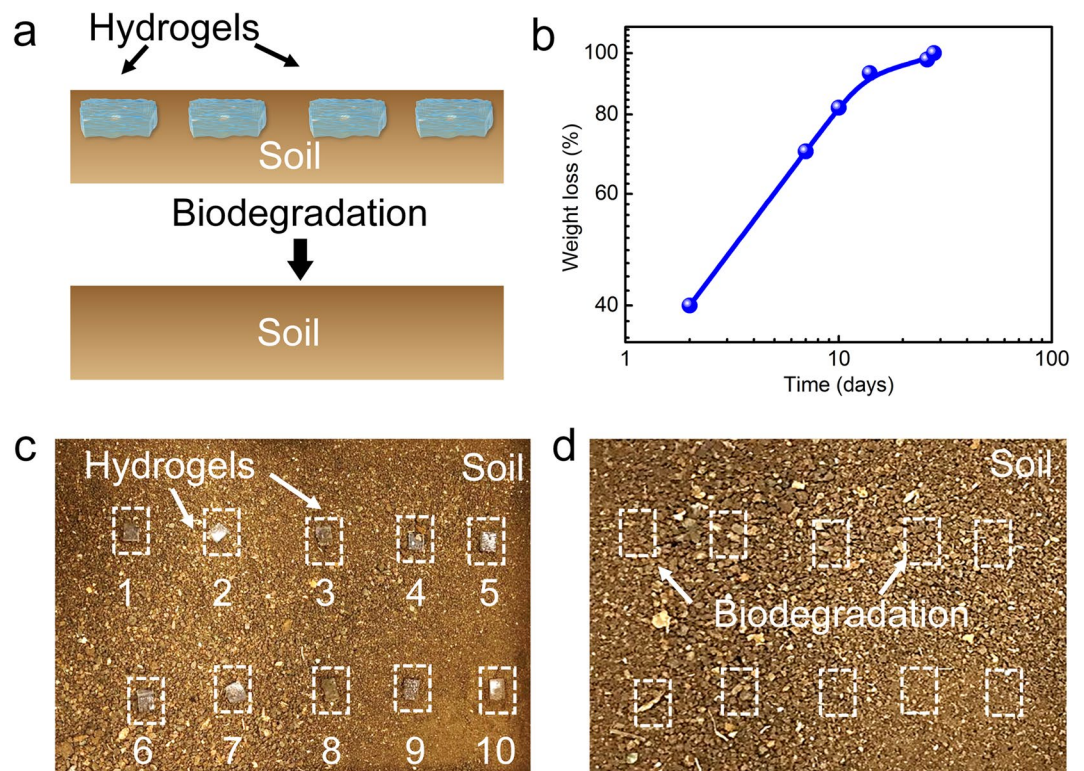 a
Hydrogels
Soil
Biodegradation
Soil
b
Weight loss (%)
100
80
60
40
1
10
100
Time (days)
c
Hydrogels
Soil
1 2 3 4 5
6 7 8 9 10
d
Soil
Biodegradation